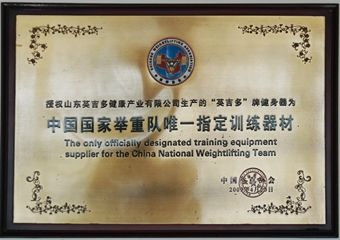 授权山东英吉多健康产业有限公司生产的“英吉多”牌健身器为
中国国家举重队唯一指定训练器材
The only officially designated training equipment
supplier for the China National Weightlifting Team